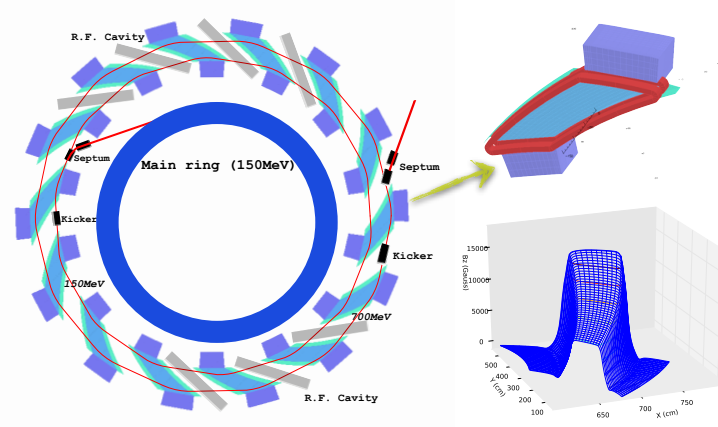 R.F. Cavity
Septum
Main ring (150MeV)
Septum
Kicker
Kicker
150MeV
700MeV
R.F. Cavity
15000
10000
5000
0
Bz (Gauss)
500
400
300
200
100
Y (cm)
650
700
750
X (cm)